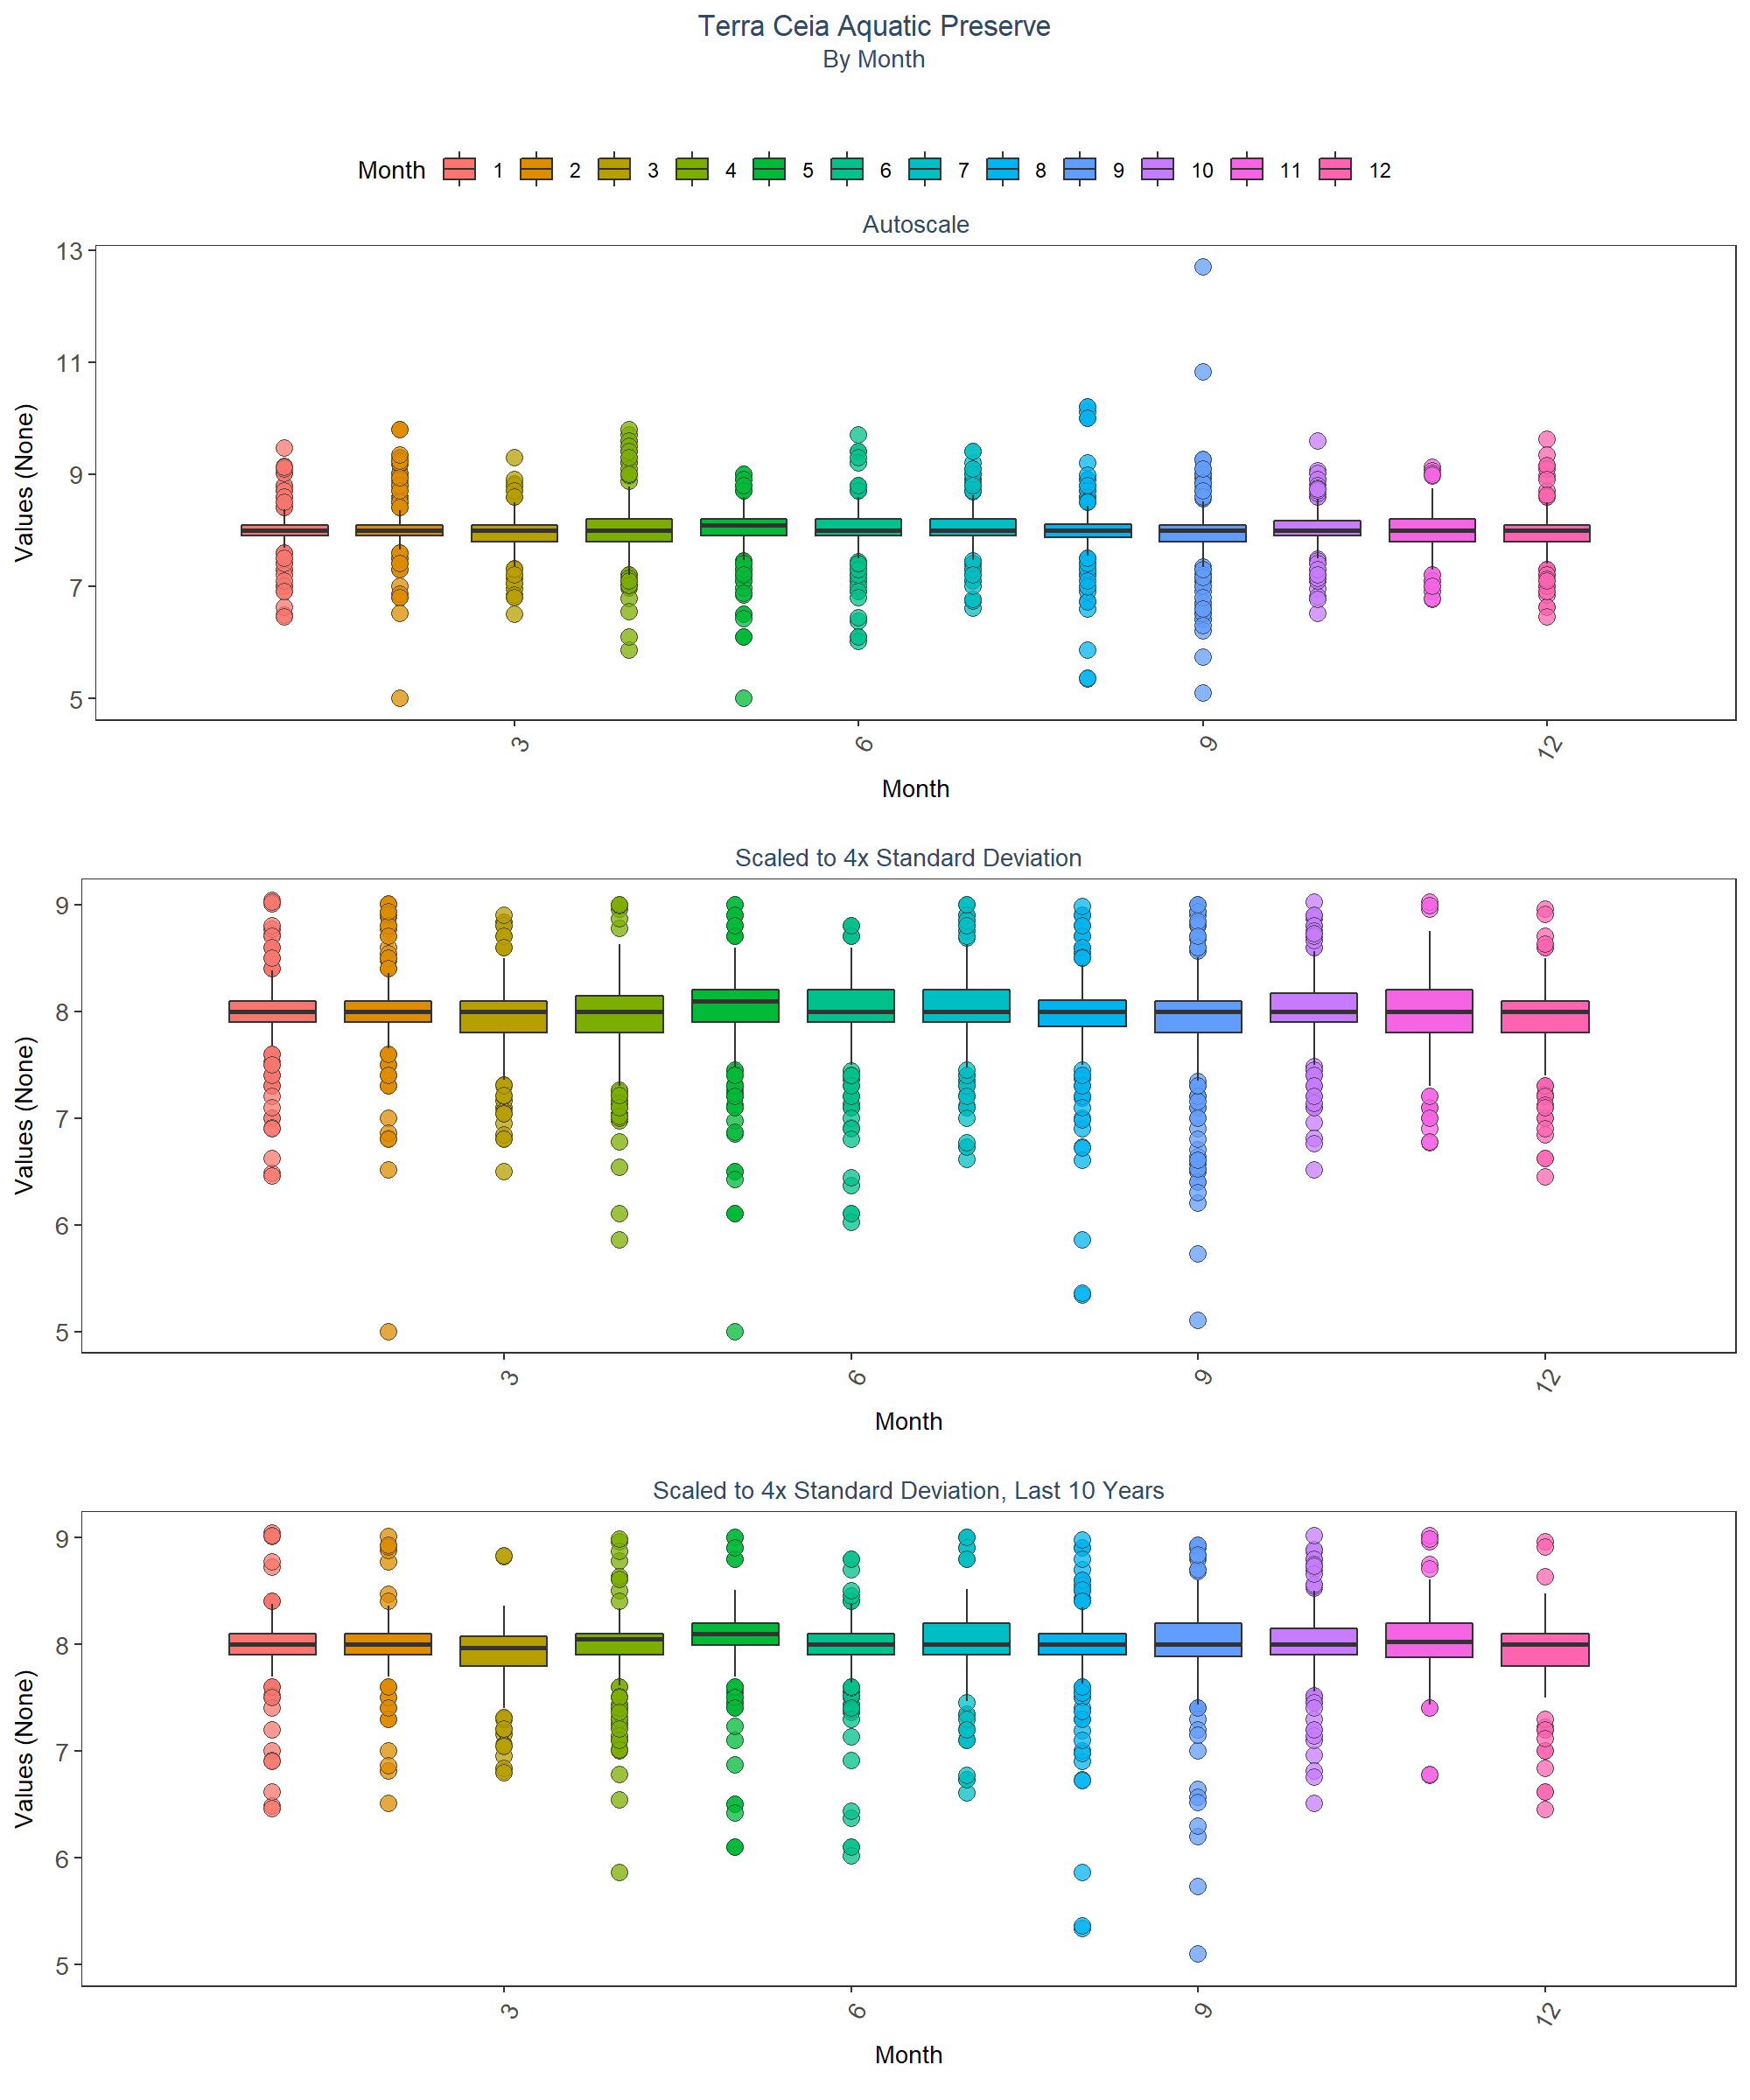 Terra Ceia Aquatic Preserve
By Month
Month 1 2 3 4 5 6 7 8 9 10 11 12
Autoscale
Values (None)
13
11
9
7
5
3 6 9 12
Month
Scaled to 4x Standard Deviation
Values (None)
9
8
7
6
5
3 6 9 12
Month
Scaled to 4x Standard Deviation, Last 10 Years
Values (None)
9
8
7
6
5
3 6 9 12
Month